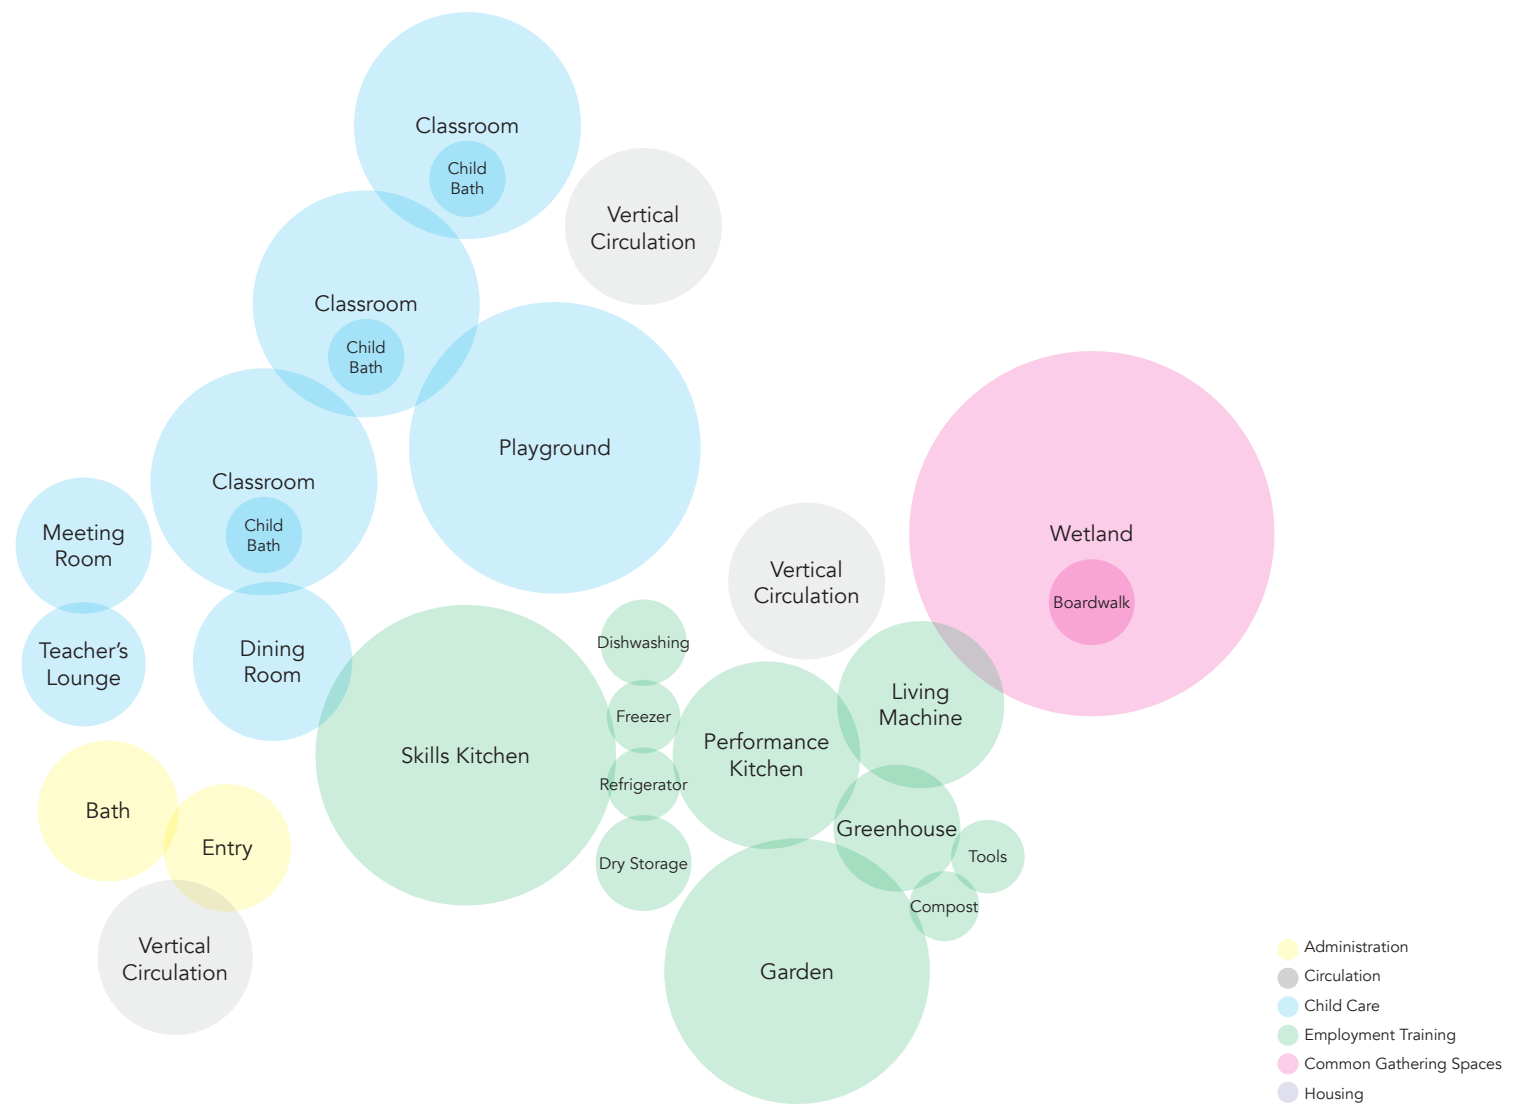 Classroom
Child
Bath
Vertical
Circulation
Classroom
Child
Bath
Playground
Classroom
Child
Bath
Meeting
Room
Wetland
Boardwalk
Vertical
Circulation
Teacher's
Lounge
Dining
Room
Dishwashing
Freezer
Living
Machine
Skills Kitchen
Performance
Kitchen
Refrigerator
Bath
Entry
Greenhouse
Dry Storage
Tools
Compost
Vertical
Circulation
Garden
Administration
Circulation
Child Care
Employment Training
Common Gathering Spaces
Housing